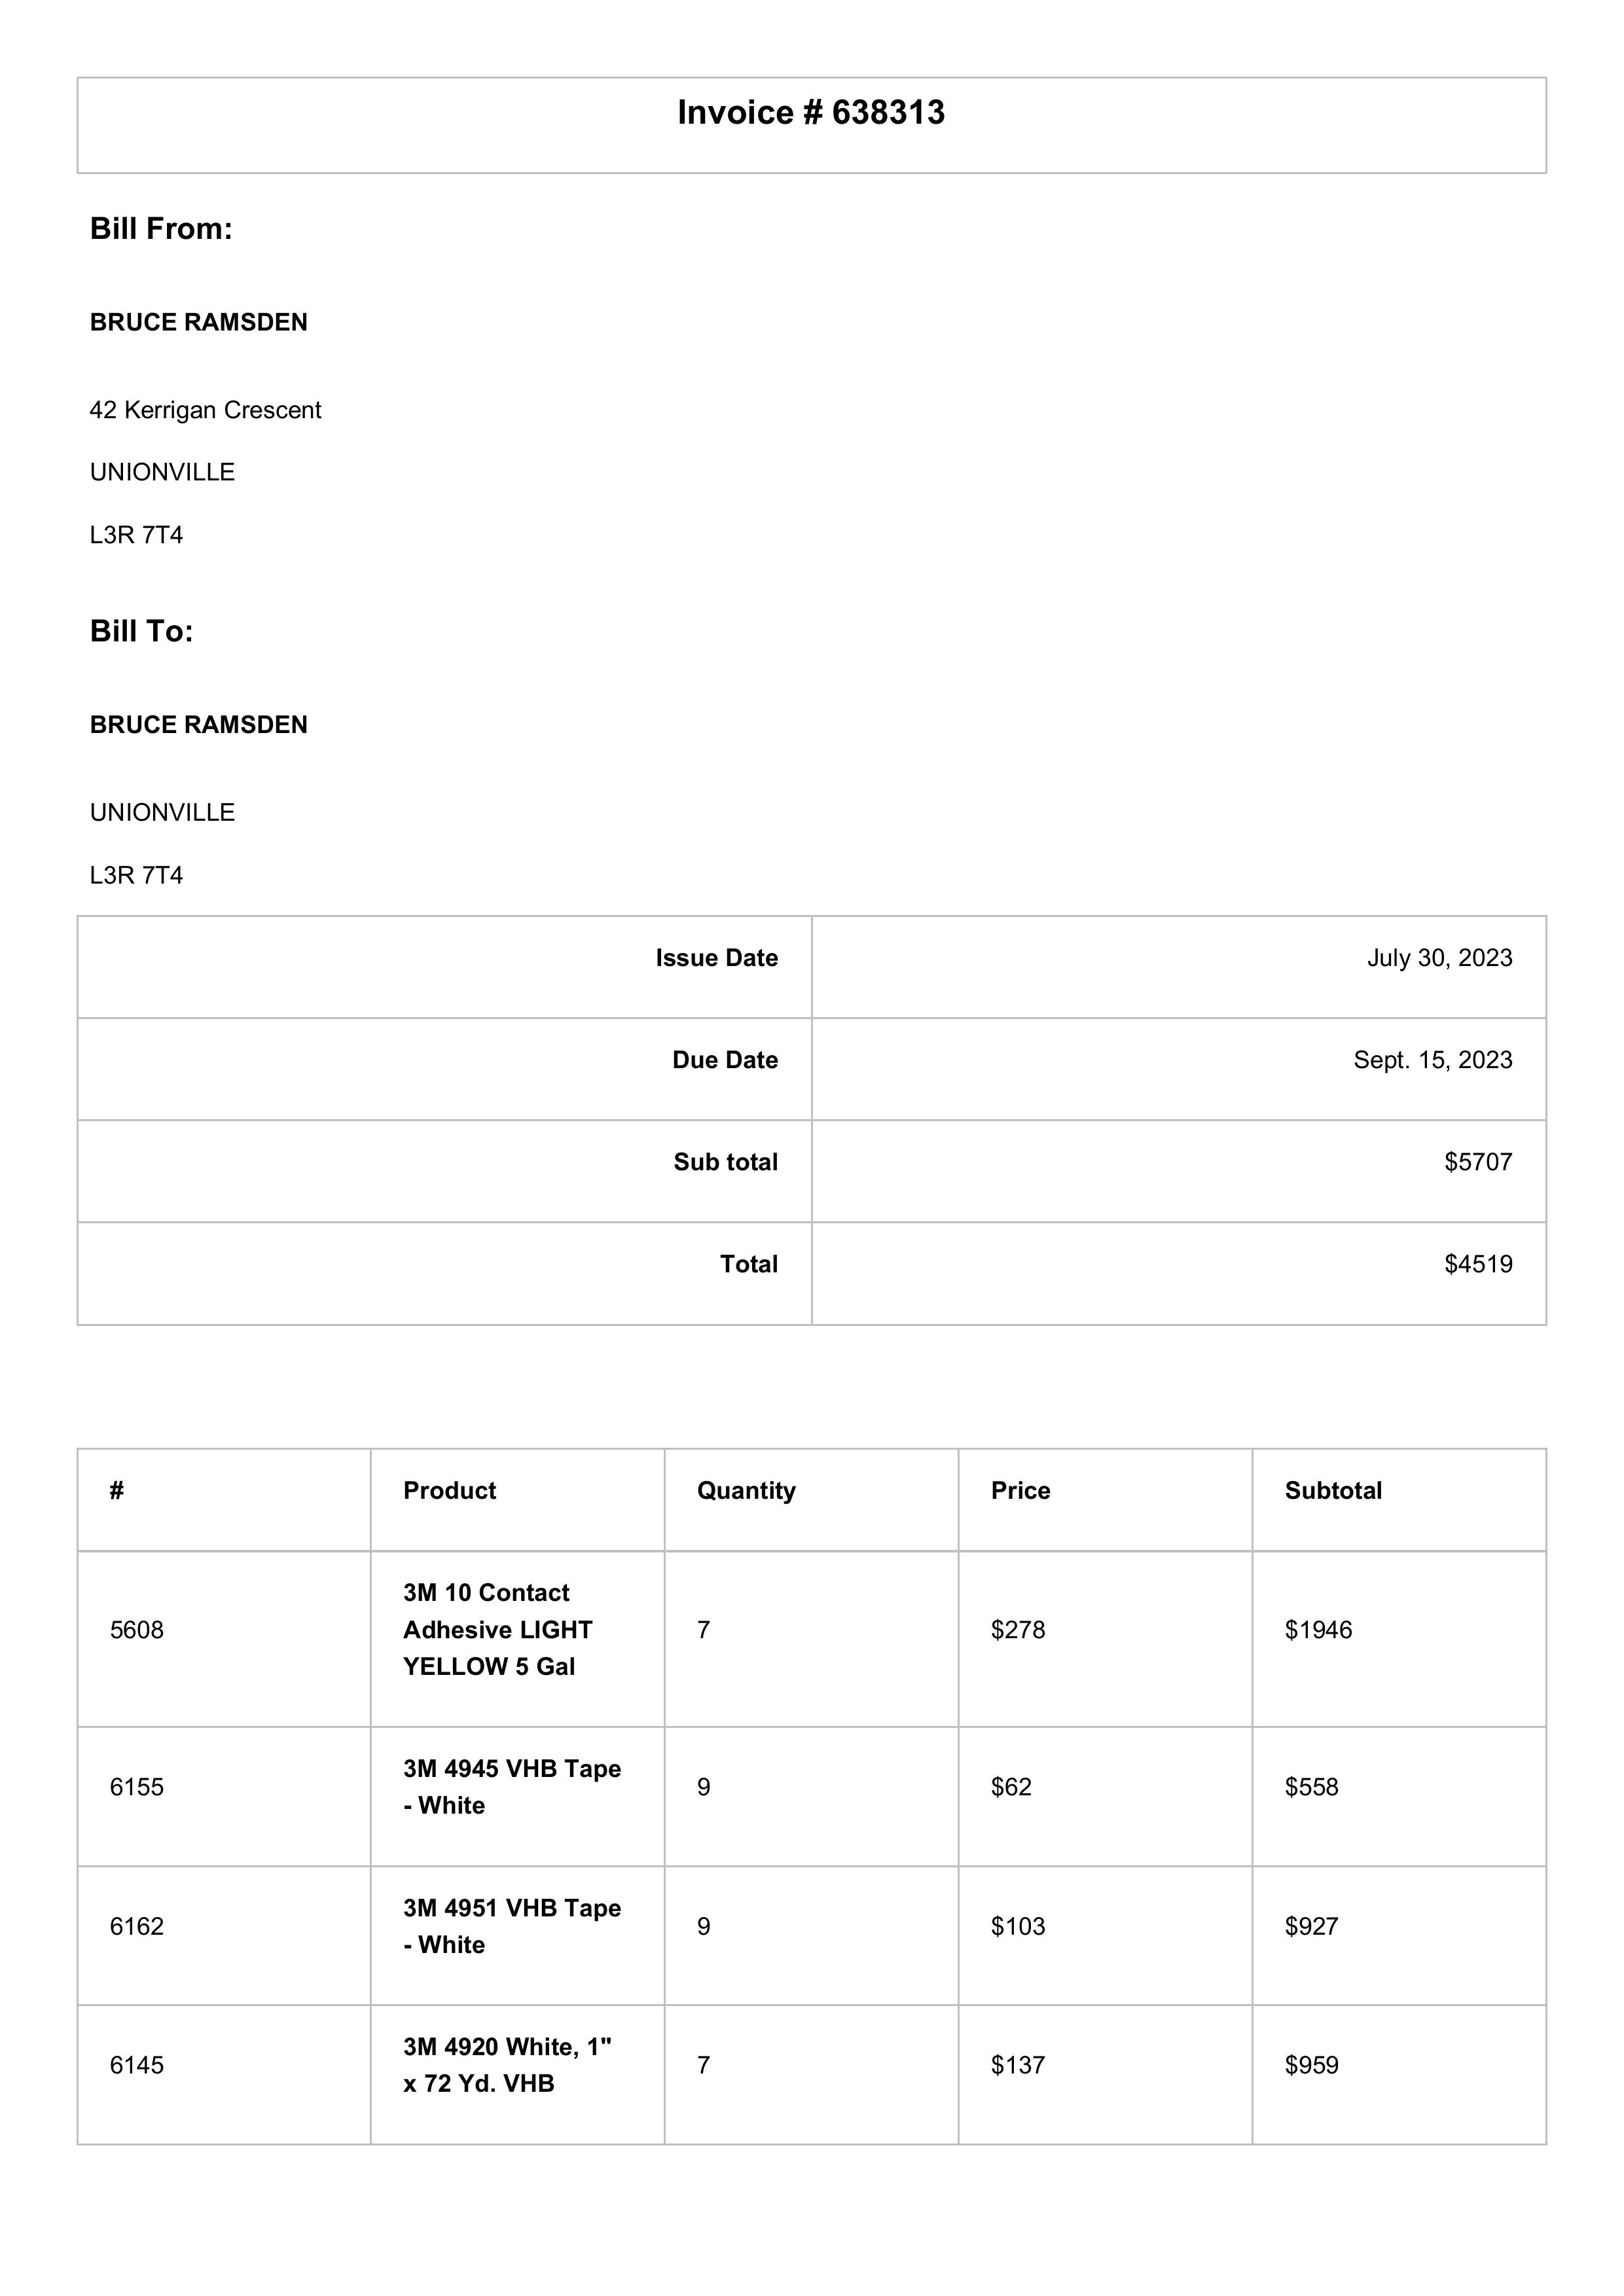 Invoice # 638313
Bill From:
BRUCE RAMSDEN
42 Kerrigan Crescent
UNIONVILLE
L3R 7T4
Bill To:
BRUCE RAMSDEN
UNIONVILLE
L3R 7T4
Issue Date July 30, 2023
Due Date Sept. 15, 2023
Sub total $5707
Total $4519
# Product Quantity Price Subtotal
3M 10 Contact
5608 Adhesive LIGHT 7 $278 $1946
YELLOW 5 Gal
6155 3M 4945 VHB Tape 9 $62 $558
- White
6162 3M 4951 VHB Tape 9 $103 $927
- White
6145 3M 4920 White, 1" 7 $137 $959
x 72 Yd. VHB